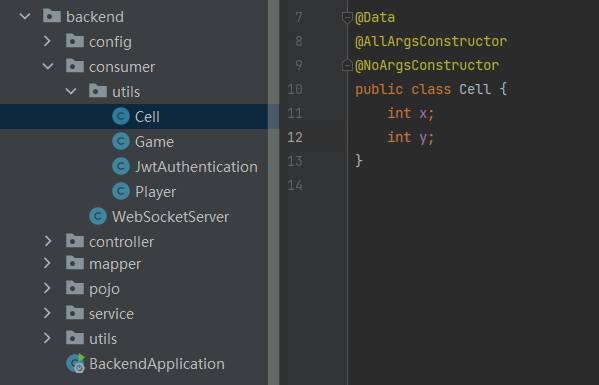 backend
config
consumer
utils
Cell
Game
JwtAuthentication
Player
WebSocketServer
controller
mapper
pojo
service
utils
BackendApplication
7 @Data
8 @AllArgsConstructor
9 @NoArgsConstructor
10 public class Cell {
11 int x;
12 int y;
13 }
14